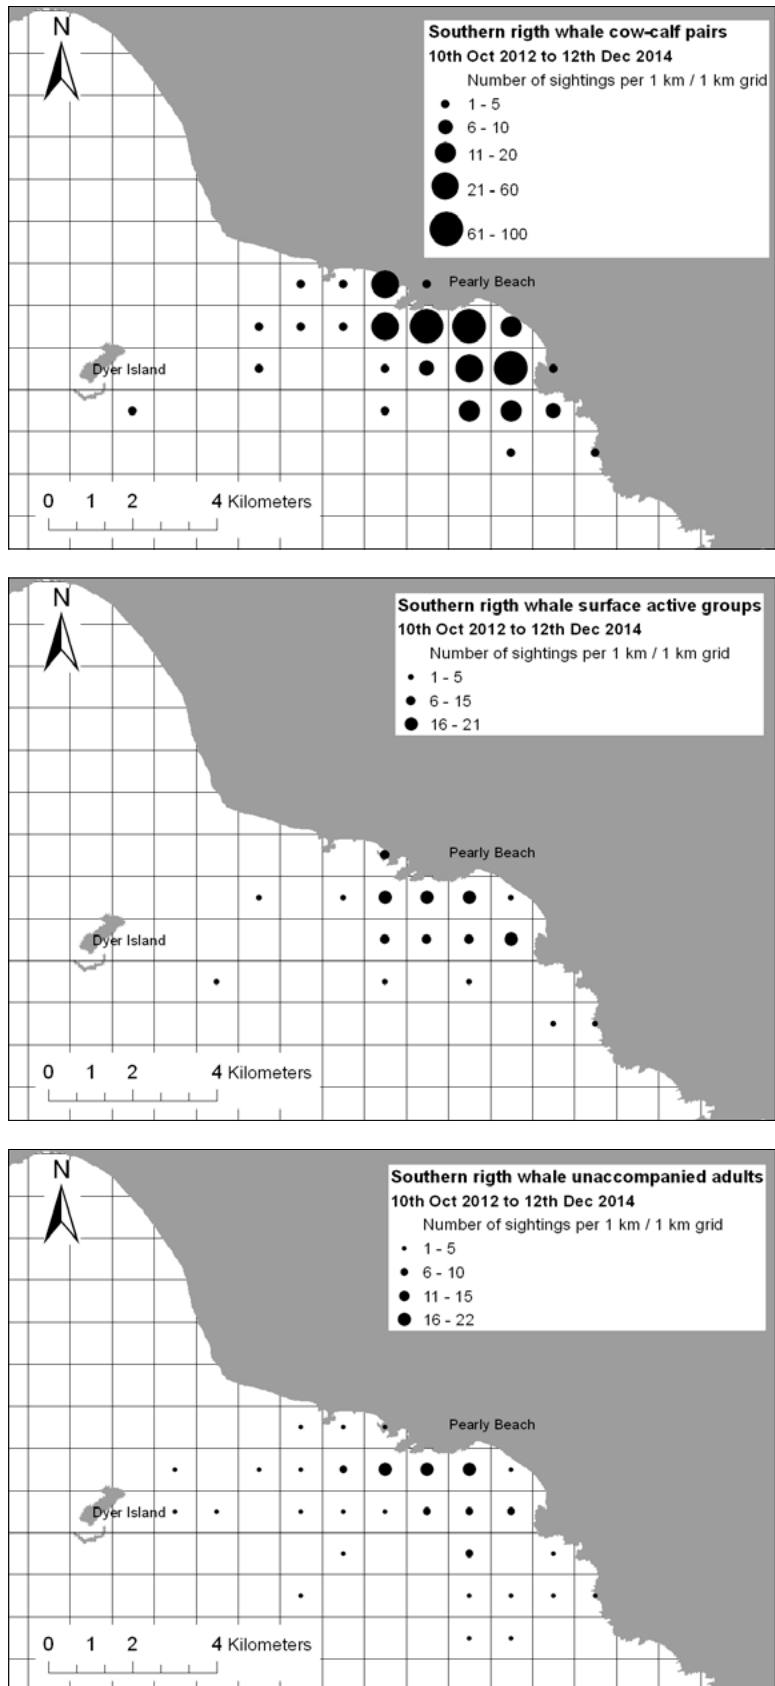 N
Southern rigth whale cow-calf pairs
10th Oct 2012 to 12th Dec 2014
Number of sightings per 1 km / 1 km grid
1 - 5
6 - 10
11 - 20
21 - 60
61 - 100
Pearly Beach
Dyer Island
0 1 2 4 Kilometers
N
Southern rigth whale surface active groups
10th Oct 2012 to 12th Dec 2014
Number of sightings per 1 km / 1 km grid
1 - 5
6 - 15
16 - 21
Pearly Beach
Dyer Island
0 1 2 4 Kilometers
N
Southern rigth whale unaccompanied adults
10th Oct 2012 to 12th Dec 2014
Number of sightings per 1 km / 1 km grid
1 - 5
6 - 10
11 - 15
16 - 22
Pearly Beach
Dyer Island
0 1 2 4 Kilometers